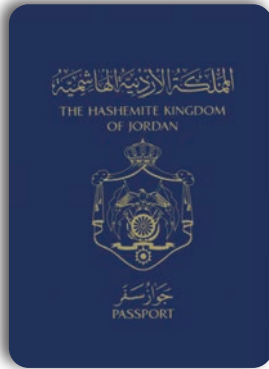 المملكة الأردنية الهاشمية
THE HASHEMITE KINGDOM
OF JORDAN
جواز سفر
PASSPORT